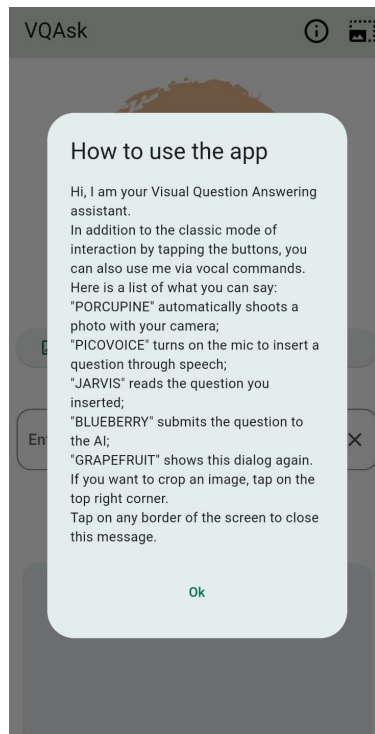 VQAsk
How to use the app
Hi, I am your Visual Question Answering
assistant.
In addition to the classic mode of
interaction by tapping the buttons, you
can also use me via vocal commands.
Here is a list of what you can say:
"PORCUPINE" automatically shoots a
photo with your camera;
"PICOVOICE" turns on the mic to insert a
question through speech;
"JARVIS" reads the question you
inserted;
"BLUEBERRY" submits the question to
the AI;
"GRAPEFRUIT" shows this dialog again.
If you want to crop an image, tap on the
top right corner.
Tap on any border of the screen to close
this message.
Ok